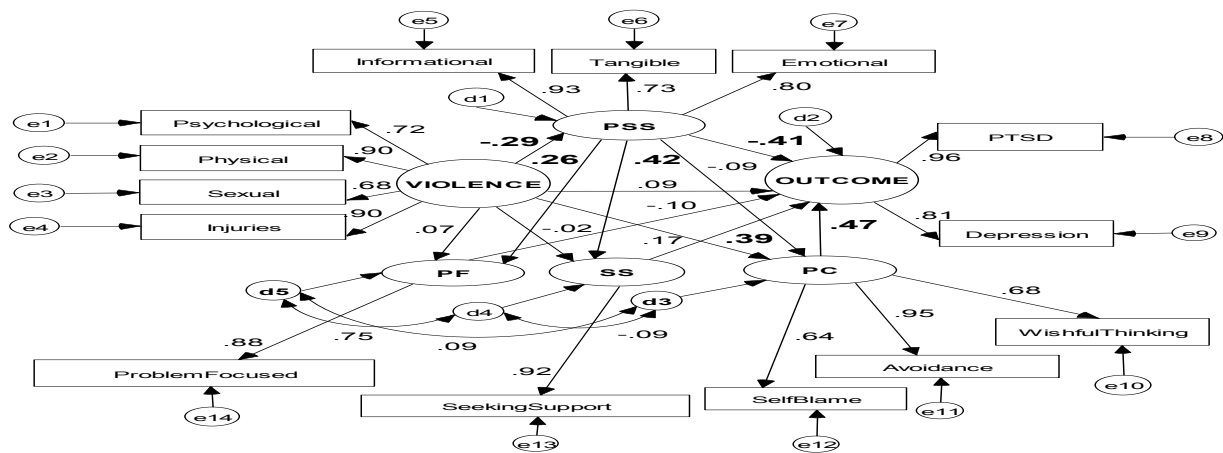 e5
e6
e7
Informational
Tangible
Emotional
.93
.73
.80
d1
d2
e1
Psychological
.72
PSS
-.41
PTSD
e8
-.29
.26
.42
-.09
.96
e2
Physical
.90
VIOLENCE
.09
OUTCOME
e3
Sexual
.68
-.10
.81
e4
Injuries
.90
.07
-.02
.17
.39
.47
Depression
e9
PF
SS
PC
d5
d4
d3
.68
.88
.75
.09
-.09
.64
.95
WishfulThinking
ProblemFocused
.92
Avoidance
e10
SeekingSupport
SelfBlame
e14
e11
e13
e12